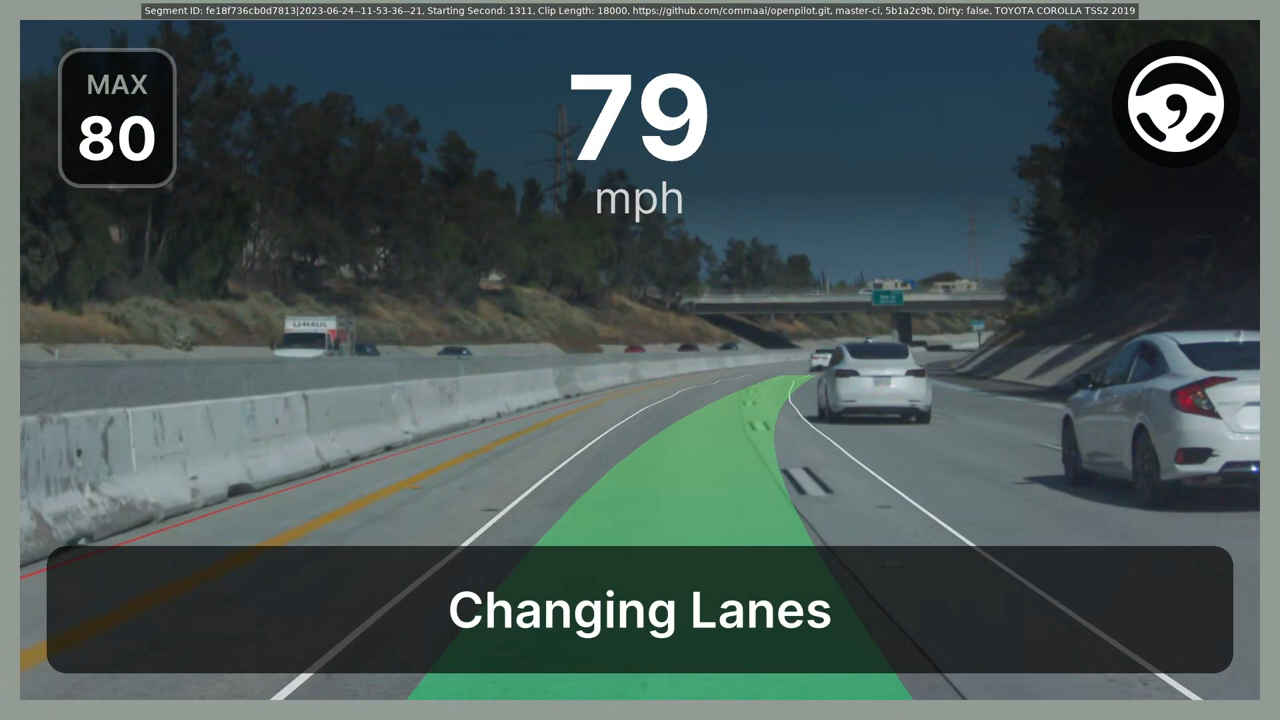 Segment ID: fe18f736cb0d7813|2023-06-24--11-53-36--21, Starting Second: 1311, Clip Length: 18000, https://github.com/commaai/openpilot.git, master-ci, 5b1a2c9b, Dirty: false, TOYOTA COROLLA TSS2 2019
MAX
80
79
mph
U-HAUL
Changing Lanes